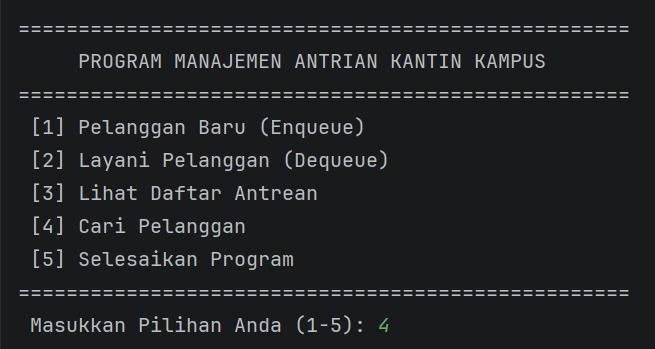 ===================================================
PROGRAM MANAJEMEN ANTRIAN KANTIN KAMPUS
===================================================
[1] Pelanggan Baru (Enqueue)
[2] Layani Pelanggan (Dequeue)
[3] Lihat Daftar Antrean
[4] Cari Pelanggan
[5] Selesaikan Program
===================================================
Masukkan Pilihan Anda (1-5): 4